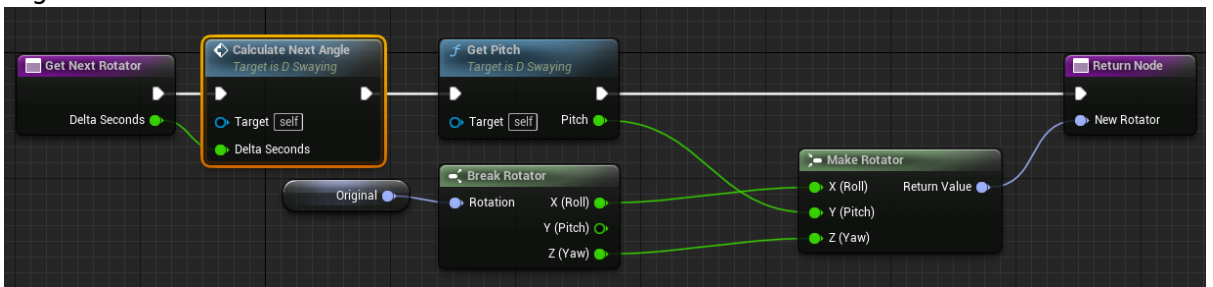 Get Next Rotator
Delta Seconds
Calculate Next Angle
Target is D Swaying
Target self
Delta Seconds
f Get Pitch
Target is D Swaying
Target self Pitch
Return Node
New Rotator
Original
Break Rotator
Rotation X (Roll)
Y (Pitch)
Z (Yaw)
Make Rotator
X (Roll) Return Value
Y (Pitch)
Z (Yaw)